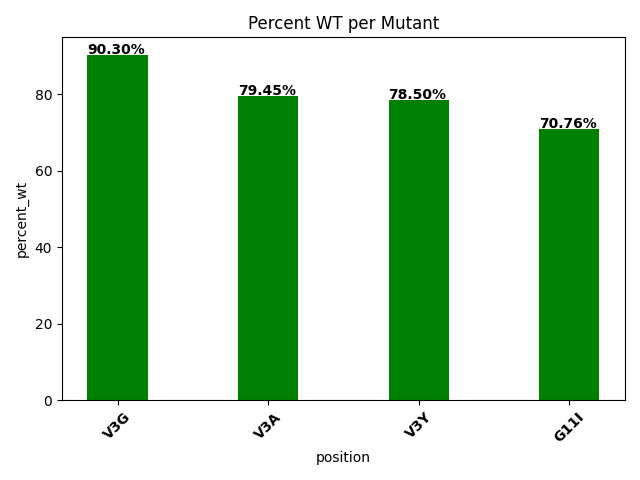 Percent WT per Mutant
90.30%
79.45%
78.50%
70.76%
percent_wt
80
60
40
20
0
V3G
V3A
V3Y
G11I
position